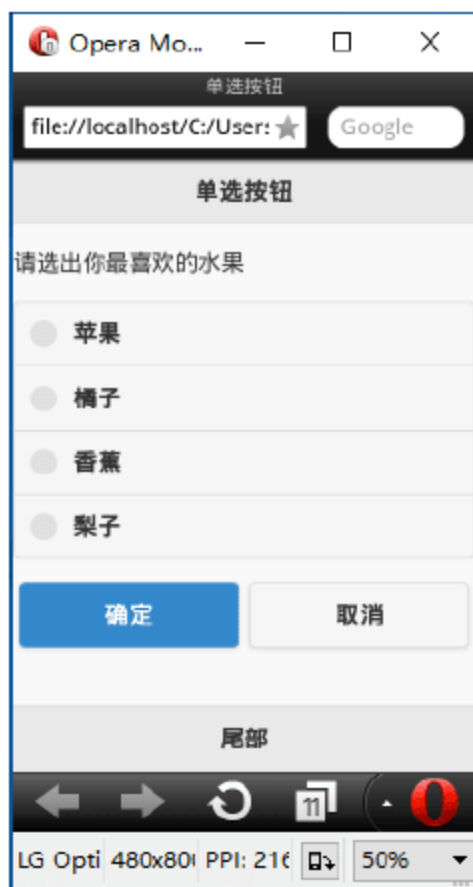 Opera Mo...
单选按钮
file://localhost/C:/User:
Google
单选按钮
请选出你最喜欢的水果
苹果
橘子
香蕉
梨子
确定 取消
尾部
11
LG Opti 480x80 PPI: 216 50%